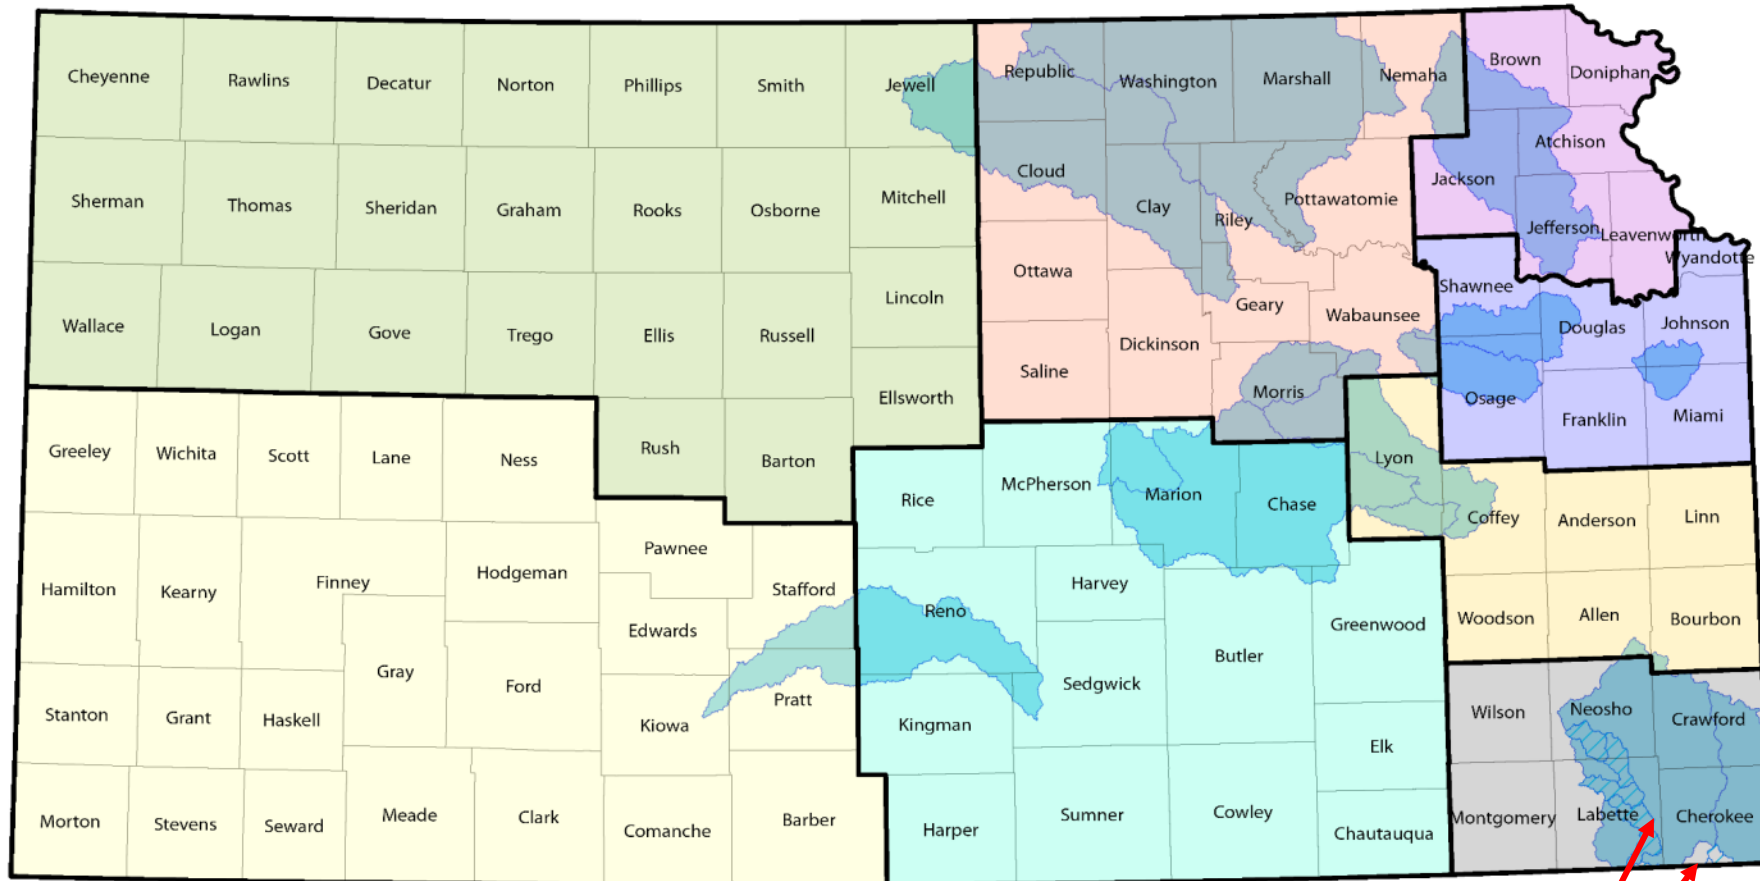 Cheyenne
Rawlins
Decatur
Norton
Phillips
Smith
Jewell
Republic
Washington
Marshall
Nemaha
Brown
Doniphan
Sherman
Thomas
Sheridan
Graham
Rooks
Osborne
Mitchell
Cloud
Clay
Riley
Pottawatomie
Jackson
Atchison
Jefferson
Leavenworth
Wyandotte
Wallace
Logan
Gove
Trego
Ellis
Russell
Lincoln
Ottawa
Geary
Wabaunsee
Shawnee
Douglas
Johnson
Ellsworth
Saline
Dickinson
Morris
Osage
Franklin
Miami
Greeley
Wichita
Scott
Lane
Ness
Rush
Barton
Rice
McPherson
Marion
Chase
Lyon
Coffey
Anderson
Linn
Hamilton
Kearny
Finney
Hodgeman
Pawnee
Stafford
Edwards
Reno
Harvey
Butler
Greenwood
Woodson
Allen
Bourbon
Stanton
Grant
Haskell
Gray
Ford
Kiowa
Pratt
Kingman
Sedgwick
Elk
Wilson
Neosho
Crawford
Morton
Stevens
Seward
Meade
Clark
Comanche
Barber
Harper
Sumner
Cowley
Chautauqua
Montgomery
Labette
Cherokee